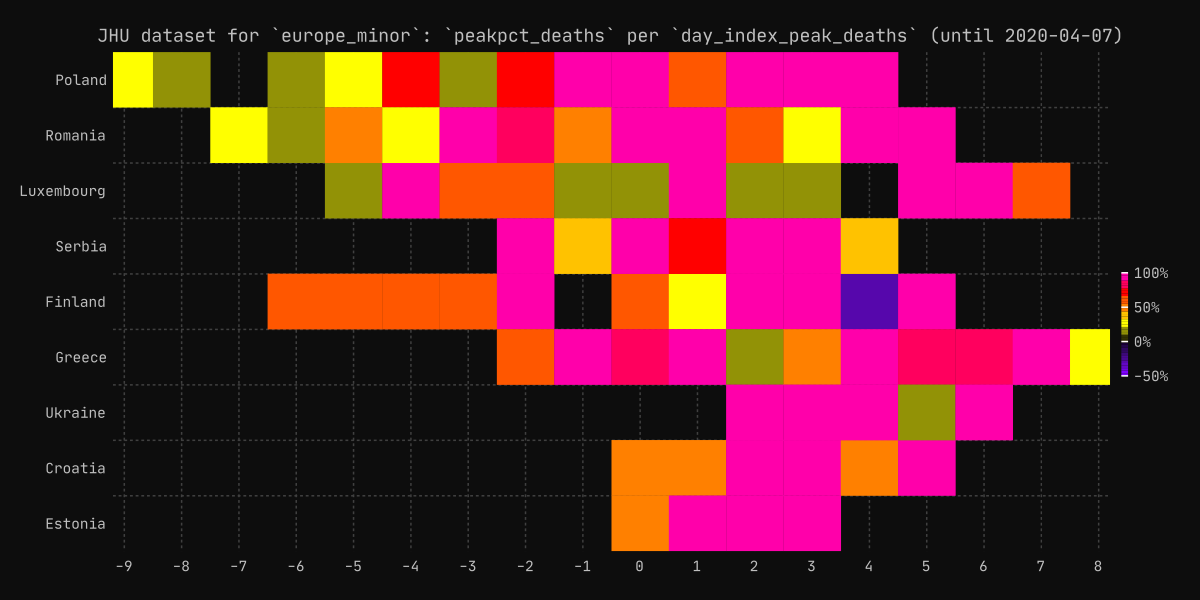 JHU dataset for `europe_minor`: `peakpct_deaths` per `day_index_peak_deaths` (until 2020-04-07)
Poland
Romania
Luxembourg
Serbia
Finland
Greece
Ukraine
Croatia
Estonia
100%
50%
0%
-50%
-9 -8 -7 -6 -5 -4 -3 -2 -1 0 1 2 3 4 5 6 7 8